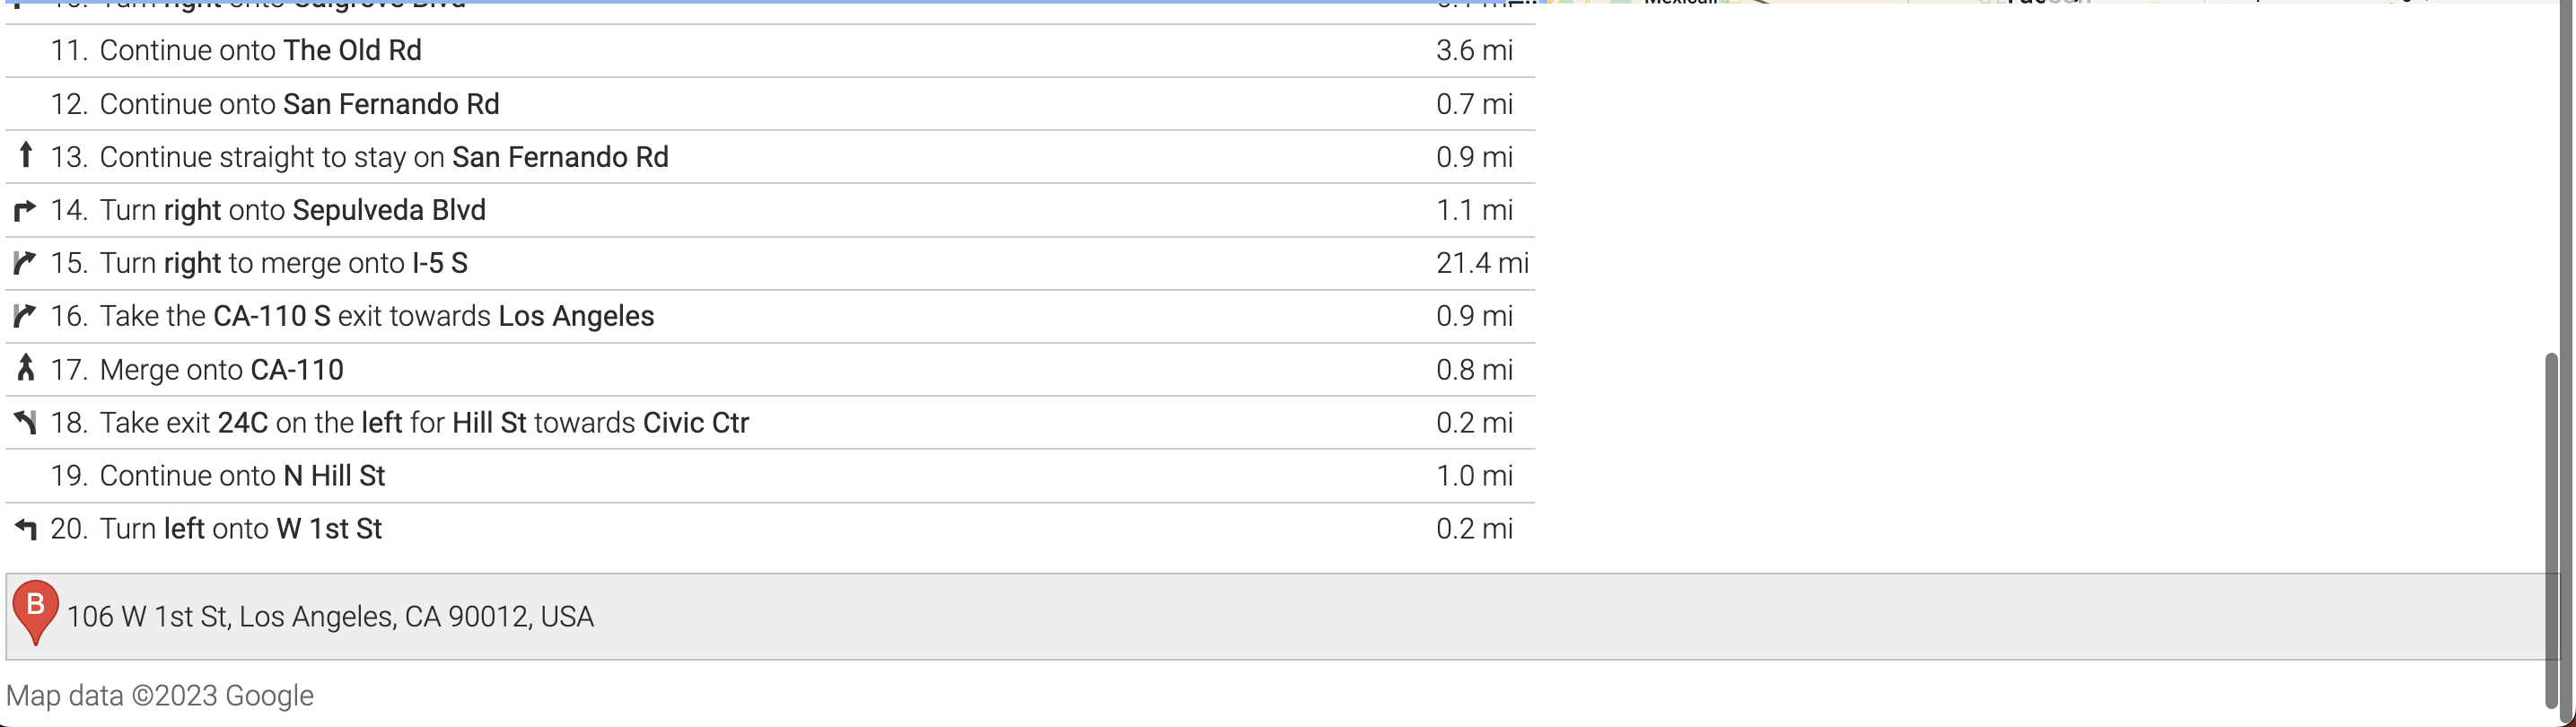 11. Continue onto The Old Rd 3.6 mi
12. Continue onto San Fernando Rd 0.7 mi
13. Continue straight to stay on San Fernando Rd 0.9 mi
14. Turn right onto Sepulveda Blvd 1.1 mi
15. Turn right to merge onto I-5 S 21.4 mi
16. Take the CA-110 S exit towards Los Angeles 0.9 mi
17. Merge onto CA-110 0.8 mi
18. Take exit 24C on the left for Hill St towards Civic Ctr 0.2 mi
19. Continue onto N Hill St 1.0 mi
20. Turn left onto W 1st St 0.2 mi
B 106 W 1st St, Los Angeles, CA 90012, USA
Map data ©2023 Google